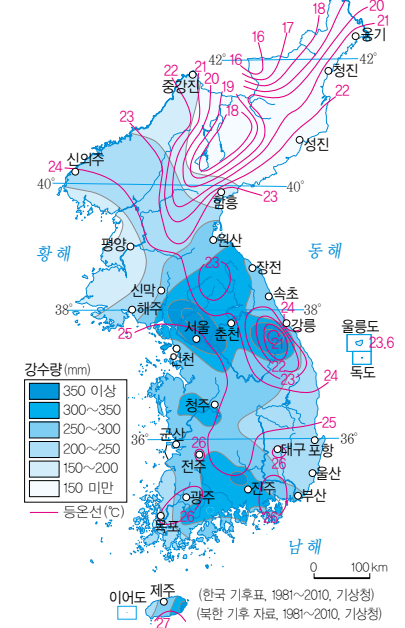 18
20
17
21
16
웅기
42°
42°
16
21
22
청진
20
중강진
19
22
18
23
24
신의주
성진
40°
40°
23
함흥
원산
황해
평양
동해
23
장전
신막
속초
24
38°
38°
해주
강릉
25
서울
춘천
울릉도
21
23.6
인천
22
독도
강수량(mm)
23
24
350 이상
300~350
청주
250~300
25
200~250
군산
36°
36°
150~200
26
대구
포항
150 미만
전주
26
등온선(℃)
울산
광주
진주
부산
26
26
목포
남해
0
100km
이어도
제주
(한국 기후표, 1981~2010, 기상청)
(북한 기후 자료, 1981~2010, 기상청)
27